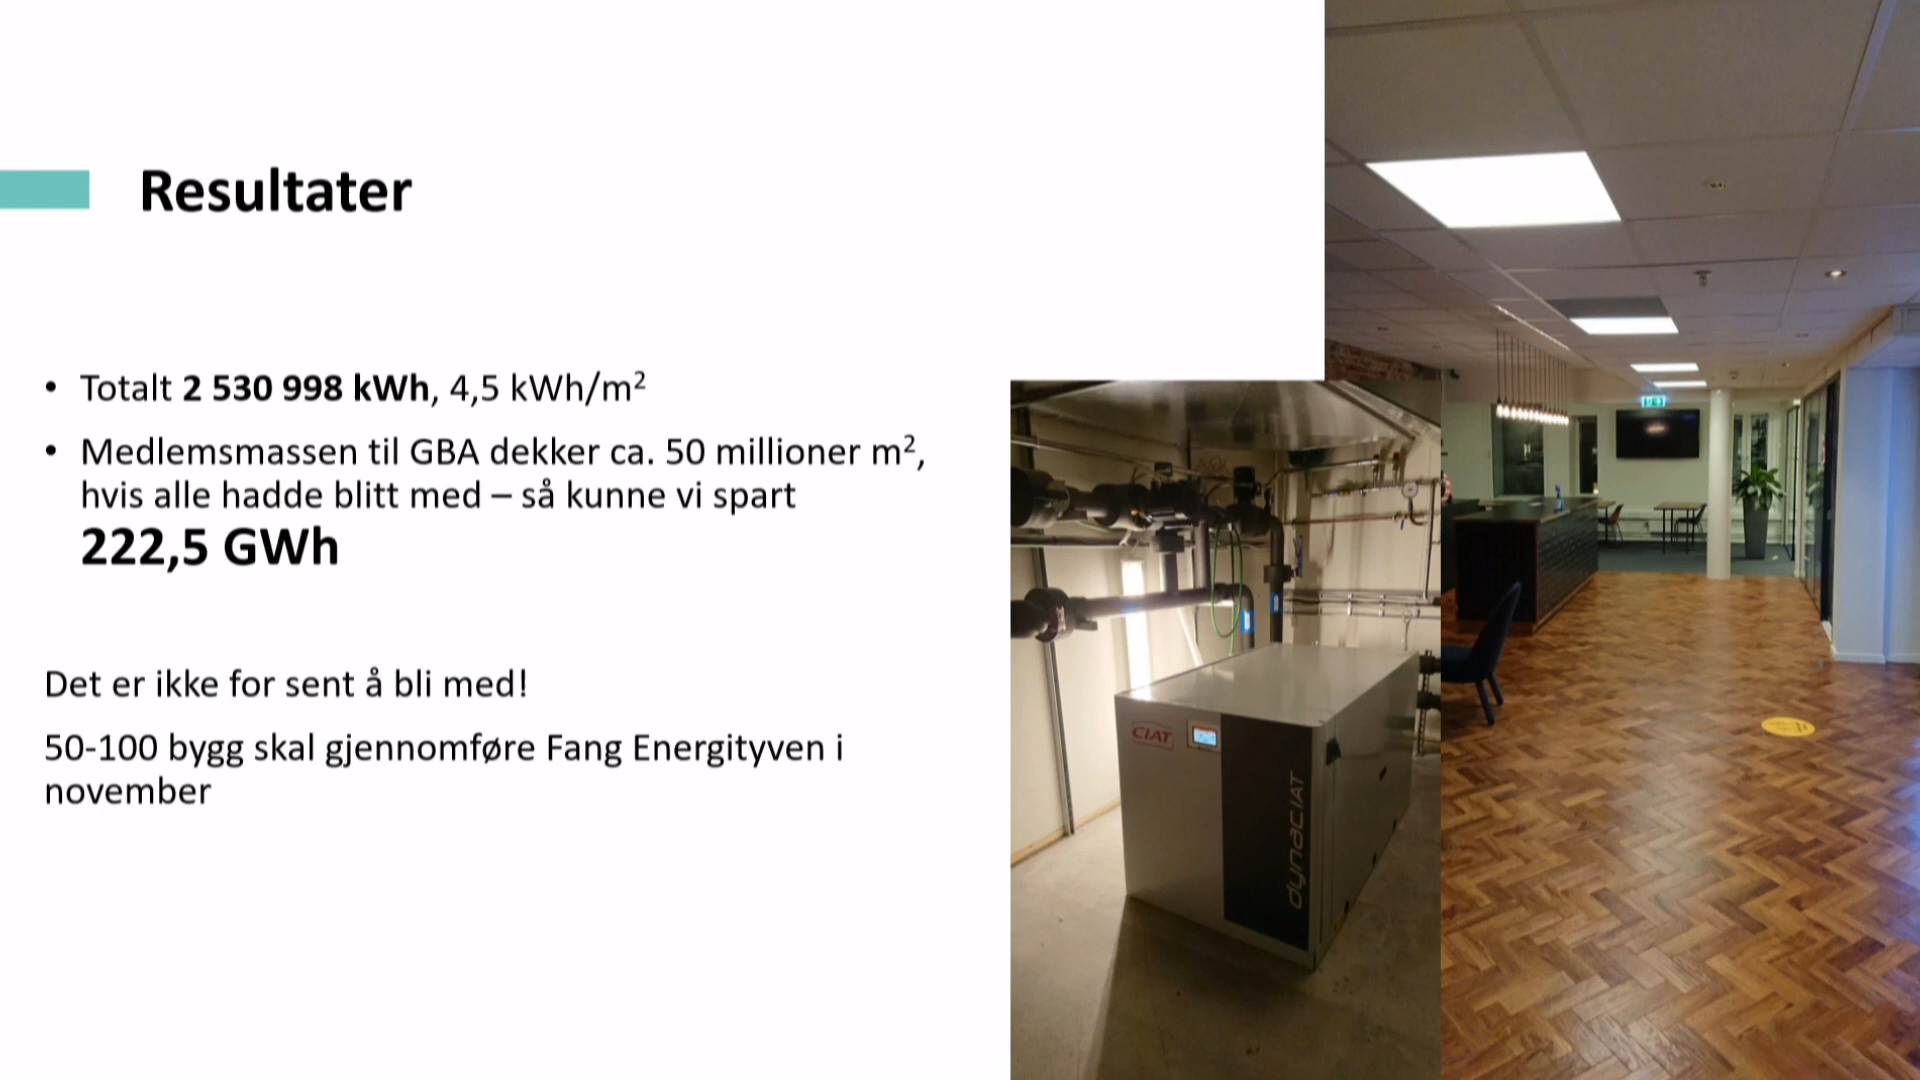 Resultater
• Totalt 2 530 998 kWh, 4,5 kWh/m²
• Medlemsmassen til GBA dekker ca. 50 millioner m²,
hvis alle hadde blitt med – så kunne vi spart
222,5 GWh
Det er ikke for sent å bli med!
50-100 bygg skal gjennomføre Fang Energityven i
november
CIAT
dynaCIAT